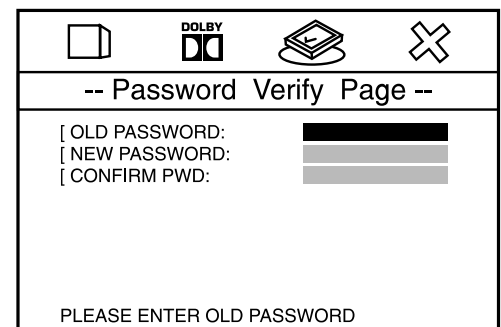 DOLBY
-- Password Verify Page --
[ OLD PASSWORD:
[ NEW PASSWORD:
[ CONFIRM PWD:
PLEASE ENTER OLD PASSWORD